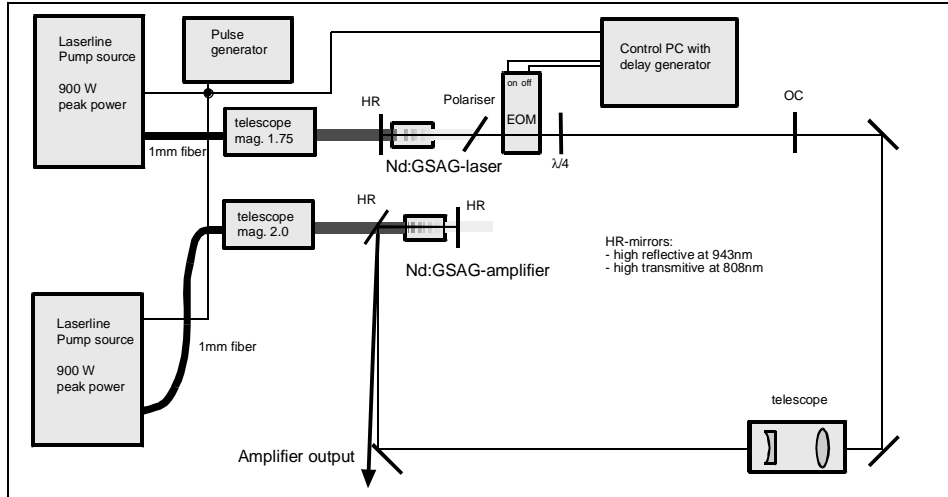 Laserline
Pump source
900 W
peak power
Pulse
generator
Control PC with
delay generator
on off
EOM
Polariser
HR
OC
telescope
mag. 1.75
1mm fiber
Nd:GSAG-laser
λ/4
HR
HR
telescope
mag. 2.0
Nd:GSAG-amplifier
HR-mirrors:
- high reflective at 943nm
- high transmitive at 808nm
Laserline
Pump source
900 W
peak power
1mm fiber
telescope
Amplifier output